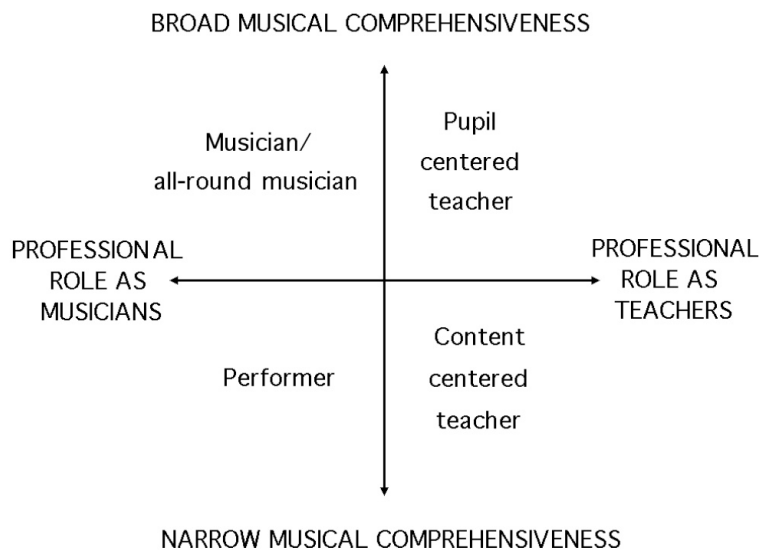 BROAD MUSICAL COMPREHENSIVENESS
Musician/
all-round musician
Pupil
centered
teacher
PROFESSIONAL
ROLE AS
MUSICIANS
PROFESSIONAL
ROLE AS
TEACHERS
Performer
Content
centered
teacher
NARROW MUSICAL COMPREHENSIVENESS